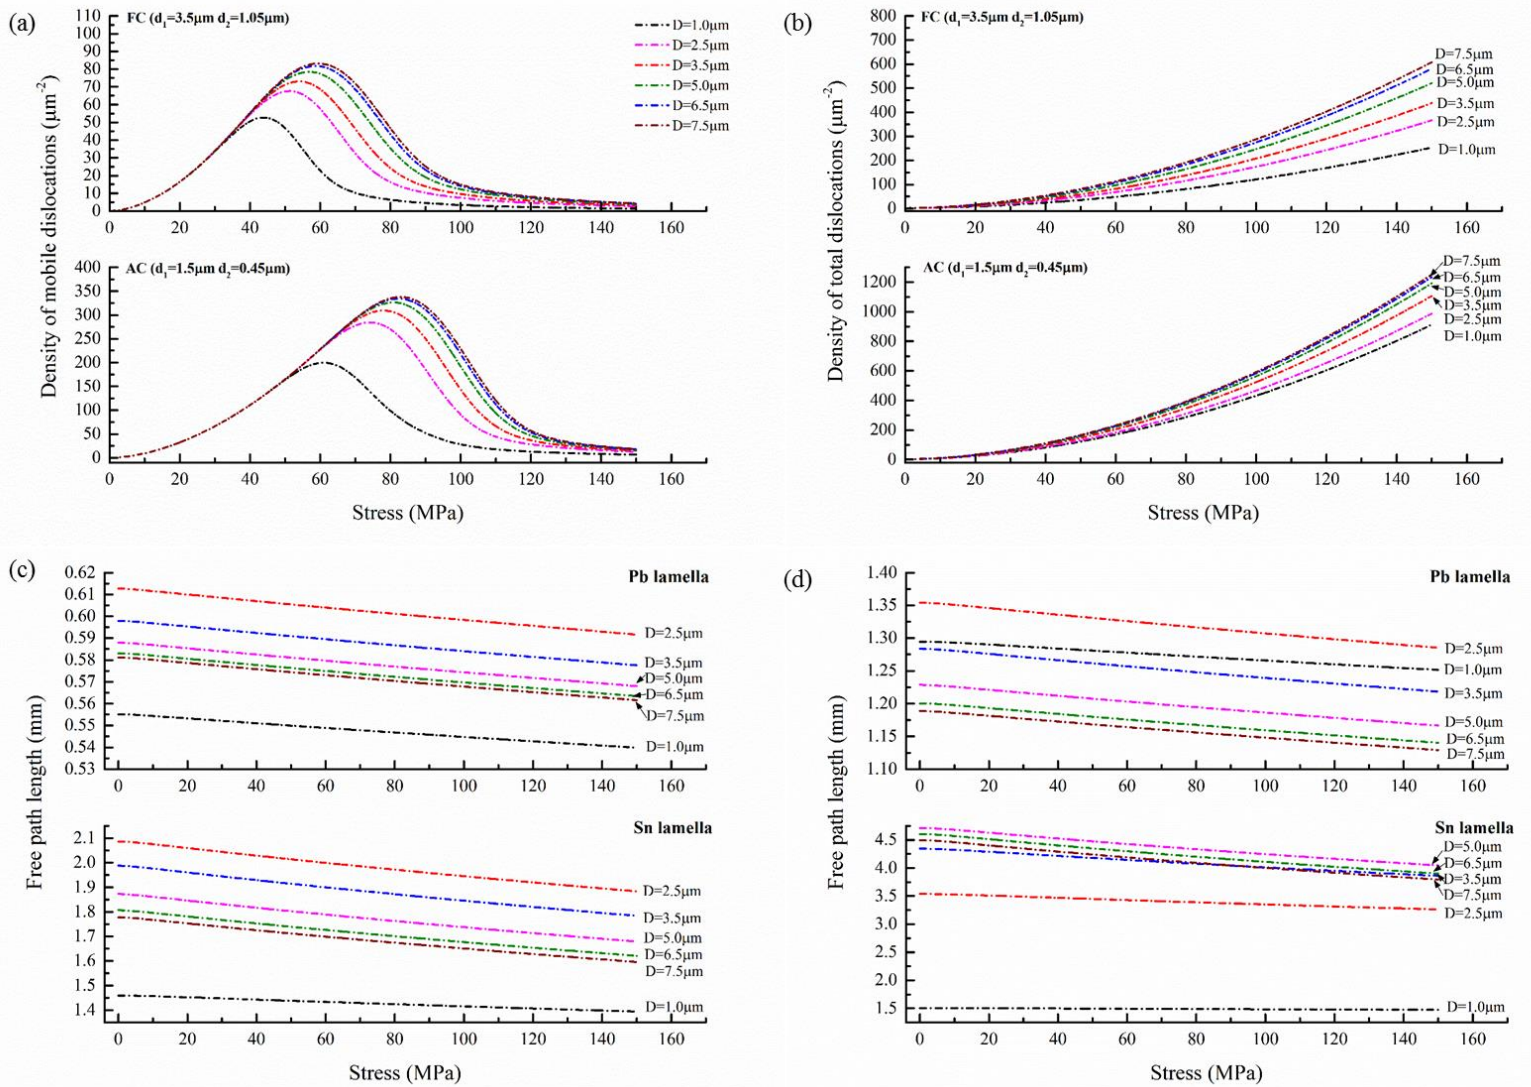 (a)
FC (d1=3.5μm d2=1.05μm)
Density of mobile dislocations (μm-2)
110
100
90
80
70
60
50
40
30
20
10
0
0 20 40 60 80 100 120 140 160
D=1.0μm
D=2.5μm
D=3.5μm
D=5.0μm
D=6.5μm
D=7.5μm
AC (d1=1.5μm d2=0.45μm)
400
350
300
250
200
150
100
50
0
0 20 40 60 80 100 120 140 160
Stress (MPa)
(b)
FC (d1=3.5μm d2=1.05μm)
Density of total dislocations (μm-2)
800
700
600
500
400
300
200
100
0
0 20 40 60 80 100 120 140 160
D=7.5μm
D=6.5μm
D=5.0μm
D=3.5μm
D=2.5μm
D=1.0μm
AC (d1=1.5μm d2=0.45μm)
1200
1000
800
600
400
200
0
0 20 40 60 80 100 120 140 160
D=7.5μm
D=6.5μm
D=5.0μm
D=3.5μm
D=2.5μm
D=1.0μm
Stress (MPa)
(c)
Pb lamella
Free path length (mm)
0.62
0.61
0.60
0.59
0.58
0.57
0.56
0.55
0.54
0.53
0 20 40 60 80 100 120 140 160
D=2.5μm
D=3.5μm
D=5.0μm
D=6.5μm
D=7.5μm
D=1.0μm
Sn lamella
2.1
2.0
1.9
1.8
1.7
1.6
1.5
1.4
0 20 40 60 80 100 120 140 160
D=2.5μm
D=3.5μm
D=5.0μm
D=6.5μm
D=7.5μm
D=1.0μm
Stress (MPa)
(d)
Pb lamella
Free path length (mm)
1.40
1.35
1.30
1.25
1.20
1.15
1.10
0 20 40 60 80 100 120 140 160
D=2.5μm
D=1.0μm
D=3.5μm
D=5.0μm
D=6.5μm
D=7.5μm
Sn lamella
4.5
4.0
3.5
3.0
2.5
2.0
1.5
0 20 40 60 80 100 120 140 160
D=5.0μm
D=6.5μm
D=3.5μm
D=7.5μm
D=2.5μm
D=1.0μm
Stress (MPa)